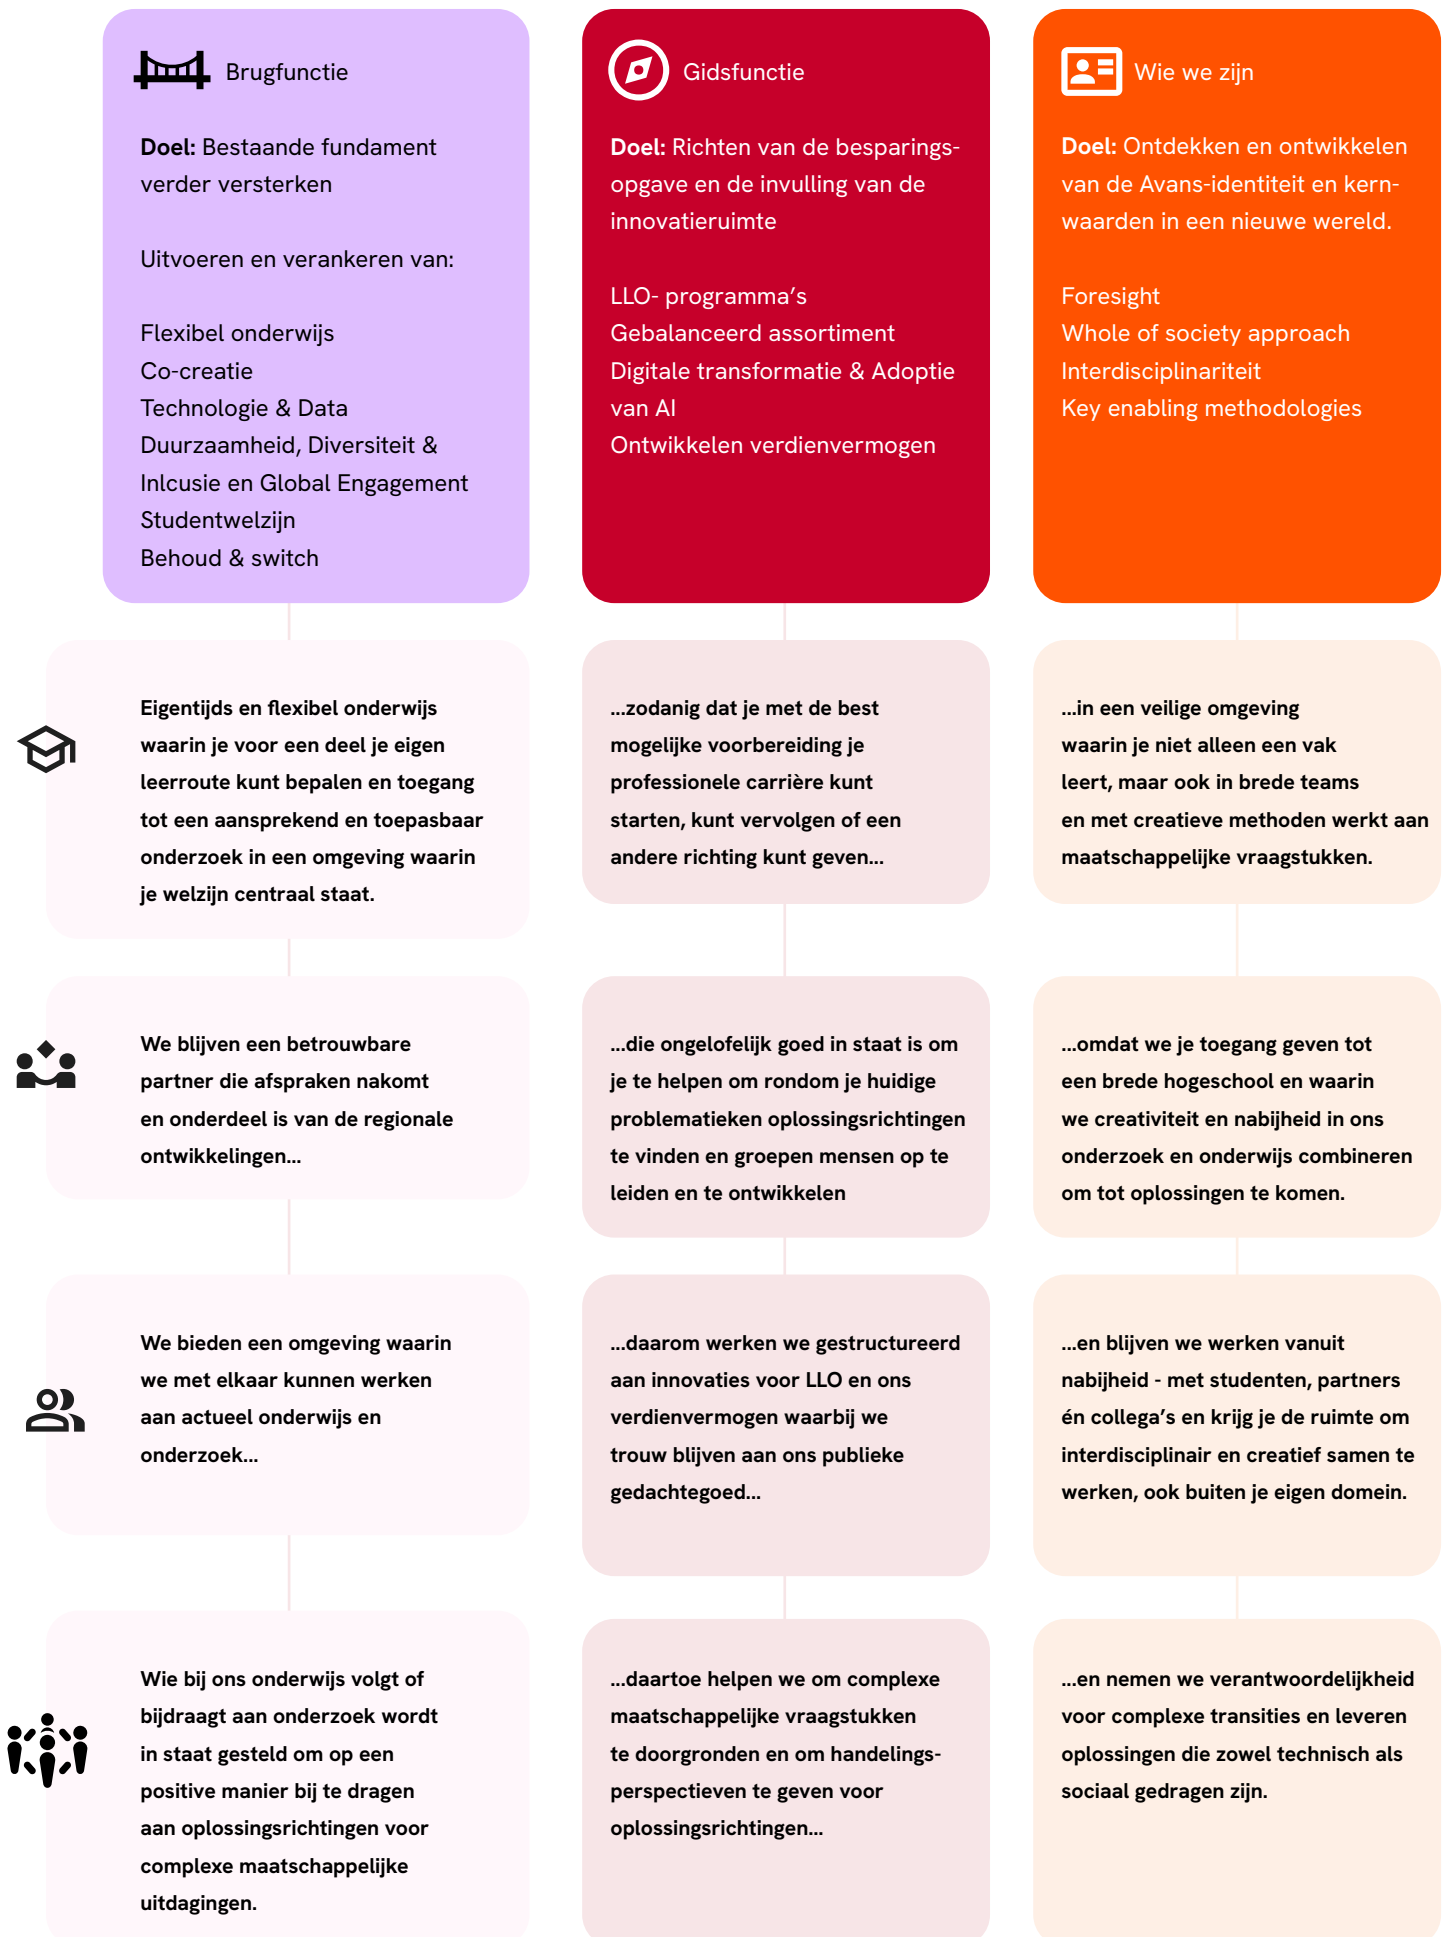 Brugfunctie
Doel: Bestaande fundament
verder versterken
Uitvoeren en verankeren van:
Flexibel onderwijs
Co-creatie
Technologie & Data
Duurzaamheid, Diversiteit &
Inlcusie en Global Engagement
Studentwelzijn
Behoud & switch
Gidsfunctie
Doel: Richten van de besparings-
opgave en de invulling van de
innovatieruimte
LLO- programma's
Gebalanceerd assortiment
Digitale transformatie & Adoptie
van AI
Ontwikkelen verdienvermogen
Wie we zijn
Doel: Ontdekken en ontwikkelen
van de Avans-identiteit en kern-
waarden in een nieuwe wereld.
Foresight
Whole of society approach
Interdisciplinariteit
Key enabling methodologies
Eigentijds en flexibel onderwijs
waarin je voor een deel je eigen
leerroute kunt bepalen en toegang
tot een aansprekend en toepasbaar
onderzoek in een omgeving waarin
je welzijn centraal staat.
...zodanig dat je met de best
mogelijke voorbereiding je
professionele carrière kunt
starten, kunt vervolgen of een
andere richting kunt geven...
...in een veilige omgeving
waarin je niet alleen een vak
leert, maar ook in brede teams
en met creatieve methoden werkt aan
maatschappelijke vraagstukken.
We blijven een betrouwbare
partner die afspraken nakomt
en onderdeel is van de regionale
ontwikkelingen...
...die ongelofelijk goed in staat is om
je te helpen om rondom je huidige
problematieken oplossingsrichtingen
te vinden en groepen mensen op te
leiden en te ontwikkelen
...omdat we je toegang geven tot
een brede hogeschool en waarin
we creativiteit en nabijheid in ons
onderzoek en onderwijs combineren
om tot oplossingen te komen.
We bieden een omgeving waarin
we met elkaar kunnen werken
aan actueel onderwijs en
onderzoek...
...daarom werken we gestructureerd
aan innovaties voor LLO en ons
verdienvermogen waarbij we
trouw blijven aan ons publieke
gedachtegoed...
...en blijven we werken vanuit
nabijheid - met studenten, partners
én collega's en krijg je de ruimte om
interdisciplinair en creatief samen te
werken, ook buiten je eigen domein.
Wie bij ons onderwijs volgt of
bijdraagt aan onderzoek wordt
in staat gesteld om op een
positive manier bij te dragen
aan oplossingsrichtingen voor
complexe maatschappelijke
uitdagingen.
...daartoe helpen we om complexe
maatschappelijke vraagstukken
te doorgronden en om handelings-
perspectieven te geven voor
oplossingsrichtingen...
...en nemen we verantwoordelijkheid
voor complexe transities en leveren
oplossingen die zowel technisch als
sociaal gedragen zijn.